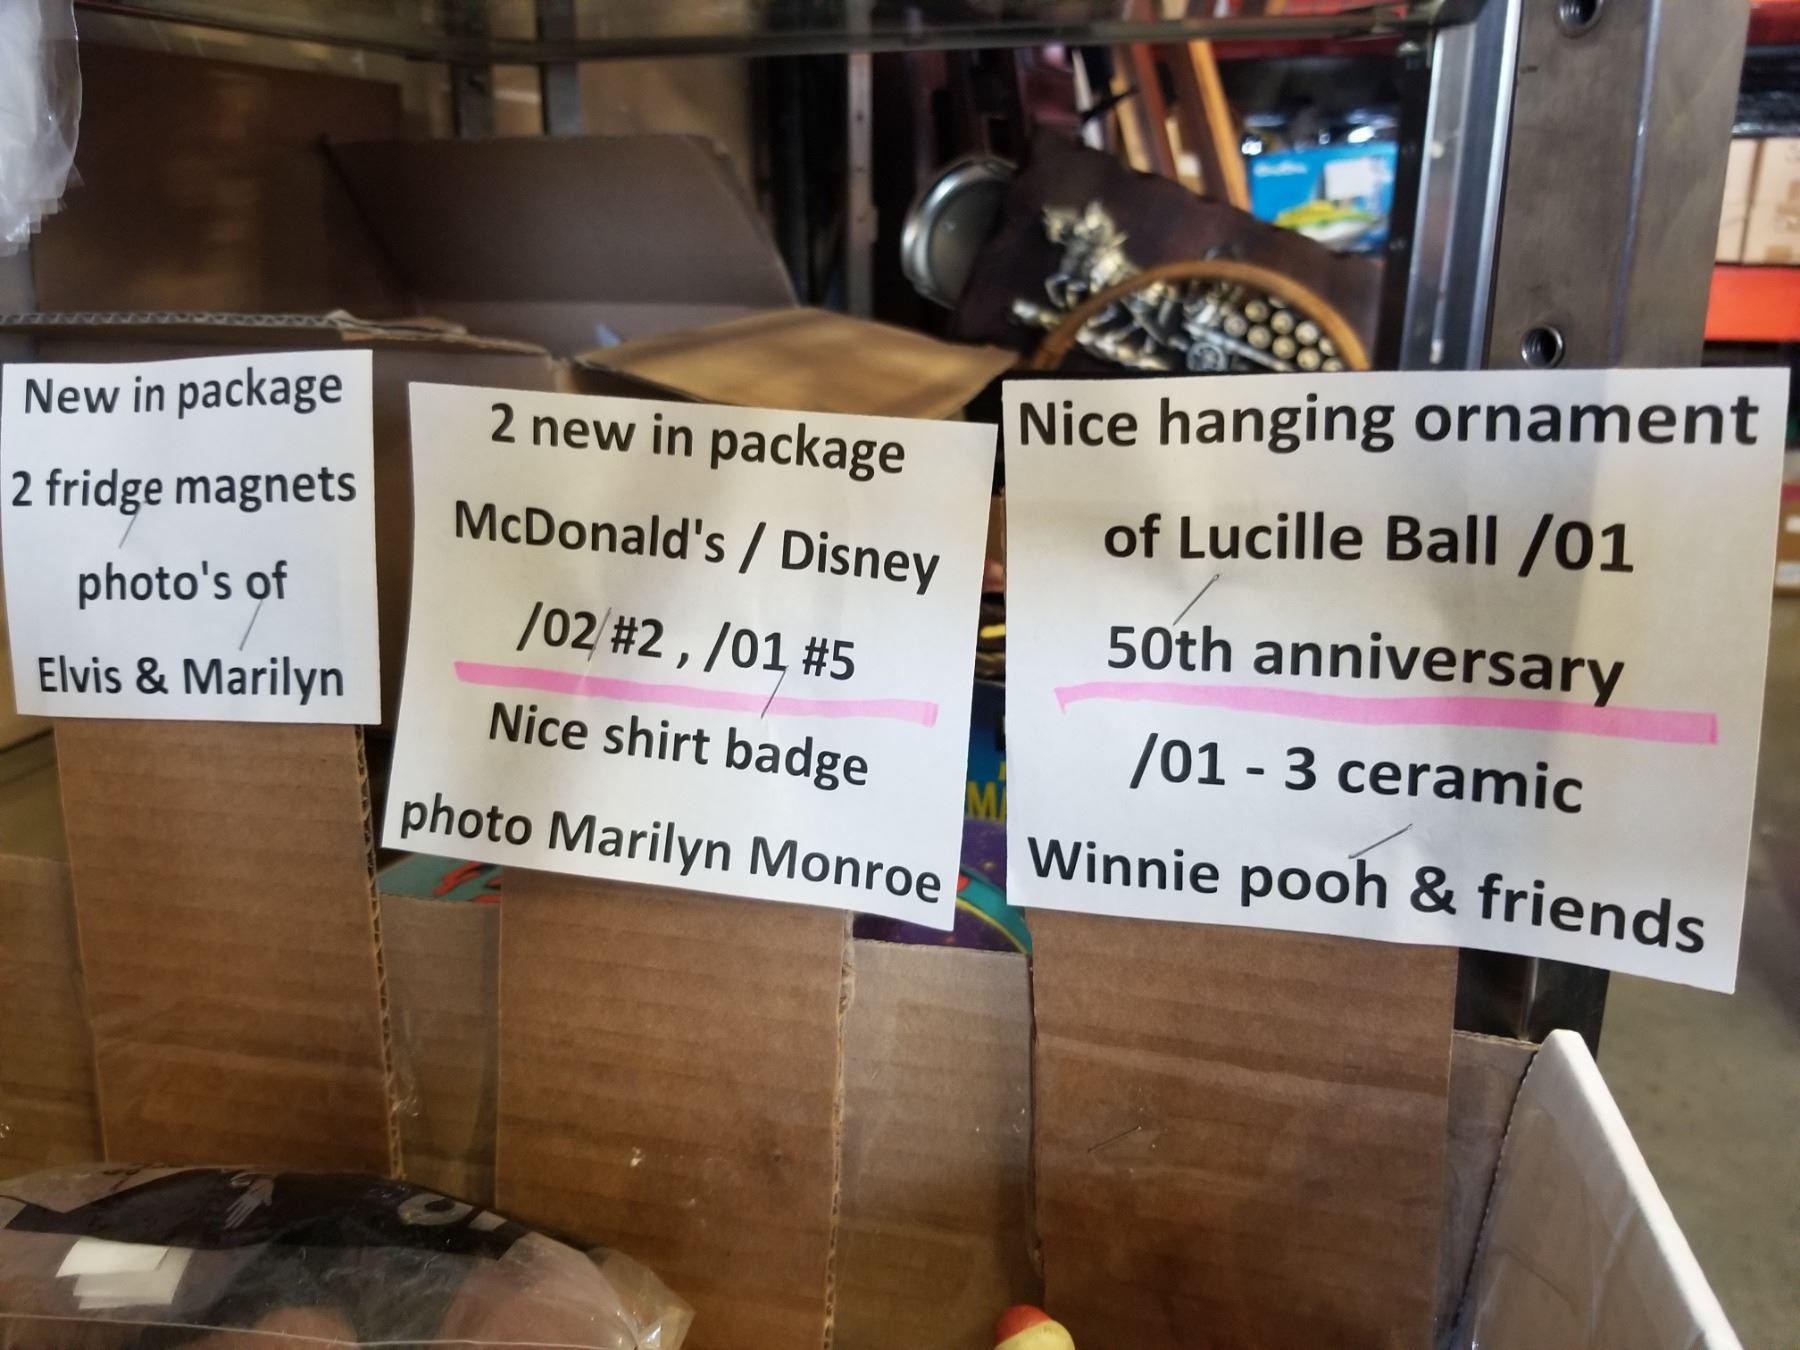 New in package
2 fridge magnets
photo's of
Elvis & Marilyn
2 new in package
McDonald's / Disney
/02 #2 , /01 #5
Nice shirt badge
photo Marilyn Monroe
Nice hanging ornament
of Lucille Ball /01
50th anniversary
/01 - 3 ceramic
Winnie pooh & friends